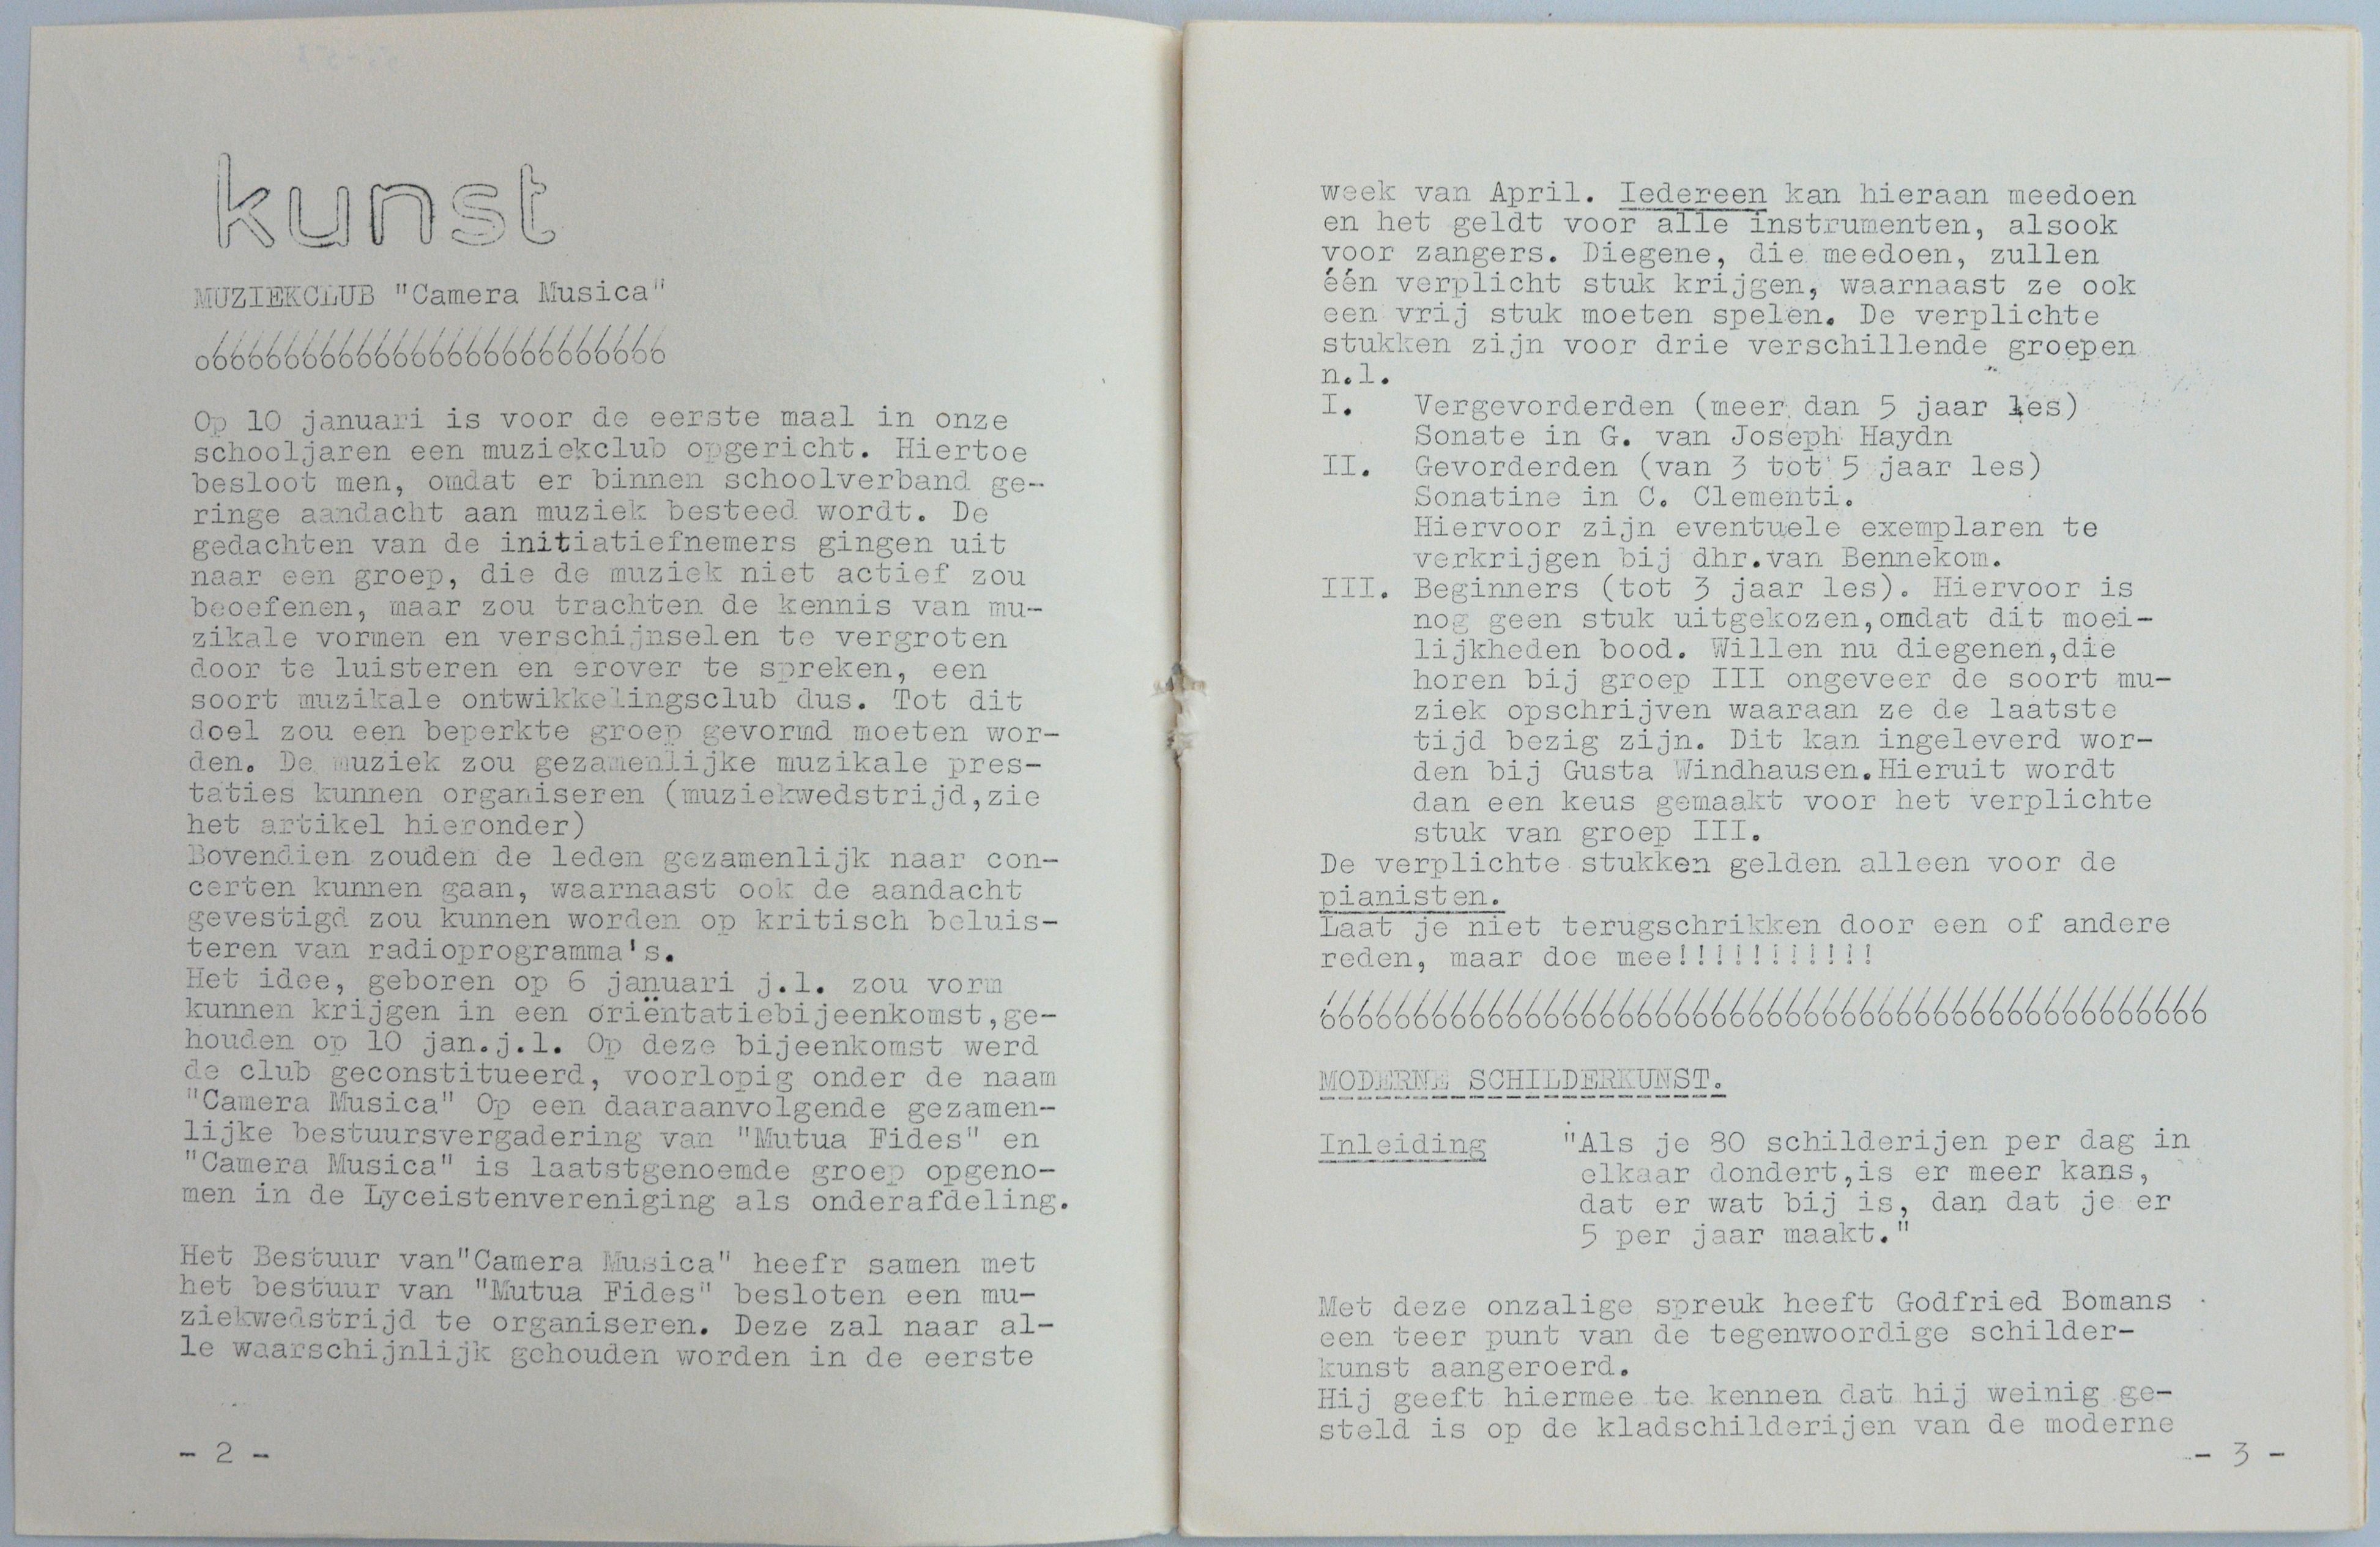 kunst
MUZIEKCLUB "Camera Musica"
o6666666666666666666666666
Op 10 januari is voor de eerste maal in onze
schooljaren een muziekclub opgericht. Hiertoe
besloot men, omdat er binnen schoolverband ge-
ringe aandacht aan muziek besteed wordt. De
gedachten van de initiatiefnemers gingen uit
naar een groep, die de muziek niet actief zou
beoefenen, maar zou trachten de kennis van mu-
zikale vormen en verschijnselen te vergroten
door te luisteren en erover te spreken, een
soort muzikale ontwikkelingsclub dus. Tot dit
doel zou een beperkte groep gevormd moeten wor-
den. De muziek zou gezamenlijke muzikale pres-
taties kunnen organiseren (muziekwedstrijd,zie
het artikel hieronder)
Bovendien zouden de leden gezamenlijk naar con-
certen kunnen gaan, waarnaast ook de aandacht
gevestigd zou kunnen worden op kritisch beluis-
teren van radioprogramma's.
Het idee, geboren op 6 januari j.l. zou vorm
kunnen krijgen in een oriëntatiebijeenkomst,ge-
houden op 10 jan.j.l. Op deze bijeenkomst werd
de club geconstitueerd, voorlopig onder de naam
"Camera Musica" Op een daaraanvolgende gezamen-
lijke bestuursvergadering van "Mutua Fides" en
"Camera Musica" is laatstgenoemde groep opgeno-
men in de Lyceistenvereniging als onderafdeling.
Het Bestuur van"Camera Musica" heefr samen met
het bestuur van "Mutua Fides" besloten een mu-
ziekwedstrijd te organiseren. Deze zal naar al-
le waarschijnlijk gehouden worden in de eerste
- 2 -
week van April. Iedereen kan hieraan meedoen
en het geldt voor alle instrumenten, alsook
voor zangers. Diegene, die meedoen, zullen
één verplicht stuk krijgen, waarnaast ze ook
een vrij stuk moeten spelen. De verplichte
stukken zijn voor drie verschillende groepen
n.l.
I. Vergevorderden (meer dan 5 jaar les)
Sonate in G. van Joseph Haydn
II. Gevorderden (van 3 tot 5 jaar les)
Sonatine in C. Clementi.
Hiervoor zijn eventuele exemplaren te
verkrijgen bij dhr.van Bennekom.
III. Beginners (tot 3 jaar les). Hiervoor is
nog geen stuk uitgekozen,omdat dit moei-
lijkheden bood. Willen nu diegenen,die
horen bij groep III ongeveer de soort mu-
ziek opschrijven waaraan ze de laatste
tijd bezig zijn. Dit kan ingeleverd wor-
den bij Gusta Windhausen.Hieruit wordt
dan een keus gemaakt voor het verplichte
stuk van groep III.
De verplichte stukken gelden alleen voor de
pianisten.
Laat je niet terugschrikken door een of andere
reden, maar doe mee!!!!!!!!!!!
666666666666666666666666666666666666666666666666
MODERNE SCHILDERKUNST.
Inleiding "Als je 80 schilderijen per dag in
elkaar dondert,is er meer kans,
dat er wat bij is, dan dat je er
5 per jaar maakt."
Met deze onzalige spreuk heeft Godfried Bomans
een teer punt van de tegenwoordige schilder-
kunst aangeroerd.
Hij geeft hiermee te kennen dat hij weinig ge-
steld is op de kladschilderijen van de moderne
- 3 -